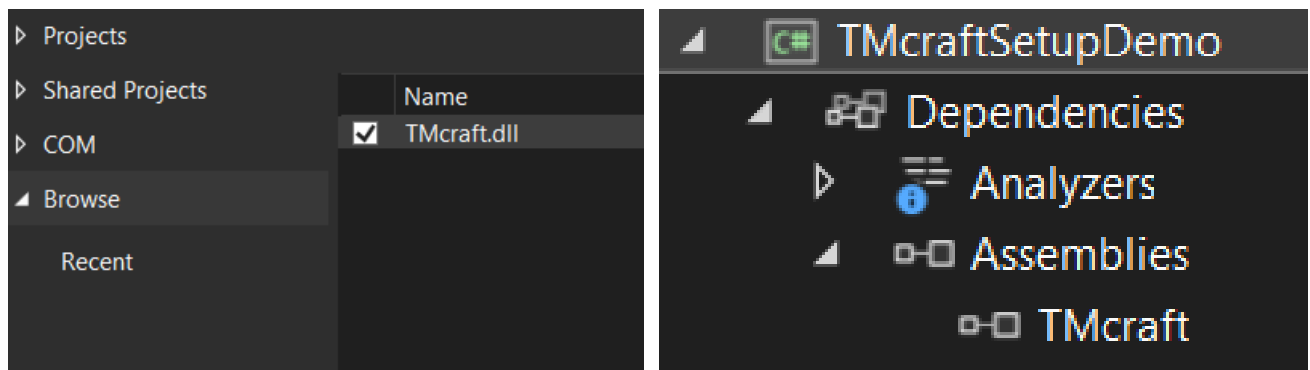 Projects
Shared Projects
COM
Browse
Recent
Name
TMcraft.dll
C# TMcraftSetupDemo
Dependencies
Analyzers
Assemblies
TMcraft